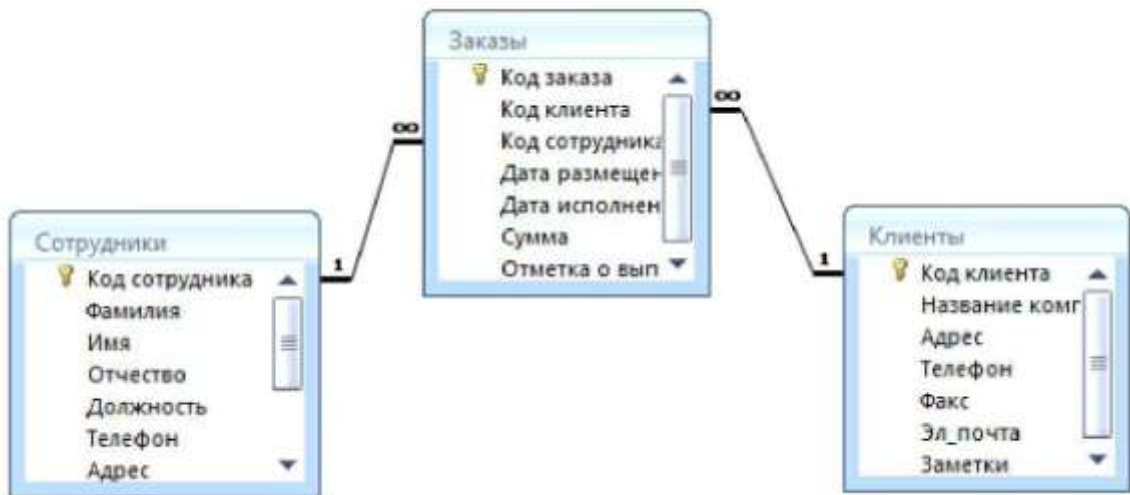 Заказы
Код заказа
Код клиента
Код сотрудника
Дата размещен
Дата исполнен
Сумма
Отметка о вып
∞
∞
Сотрудники
Код сотрудника
Фамилия
Имя
Отчество
Должность
Телефон
Адрес
1
1
Клиенты
Код клиента
Название комп
Адрес
Телефон
Факс
Эл_почта
Заметки